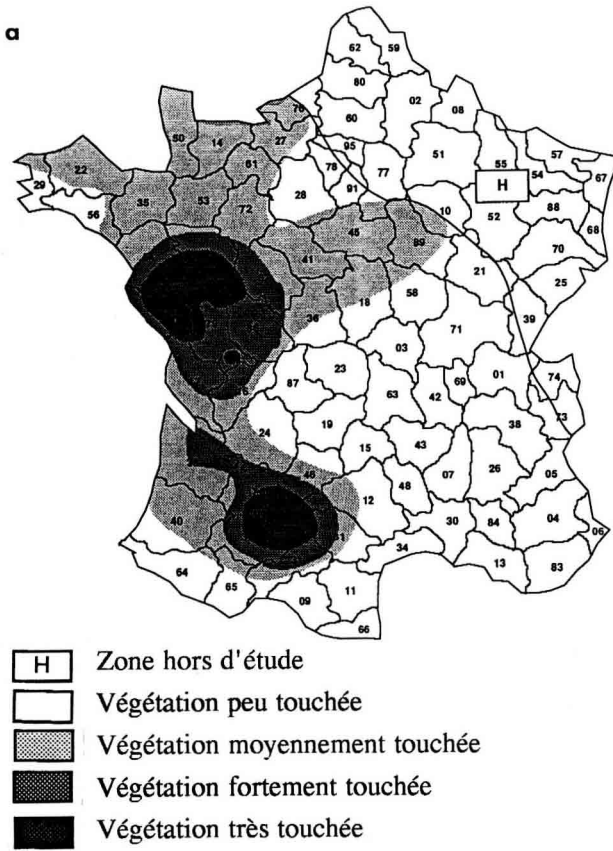 a
62 59
80
02 08
76 60
50 14 27 95 51 55 57
61 78 77 54 67
29 22 H
28 91 88
35 53 10 52 68
56 72
45 89 70
41 21 25
18 58
36 39
71
03
23 01 74
87 69
63 42 73
19 38
24
15 43
46 07 26 05
12 48
40 30 84 04 06
34
64 13 83
65 11
09
66
H Zone hors d'étude
Végétation peu touchée
Végétation moyennement touchée
Végétation fortement touchée
Végétation très touchée